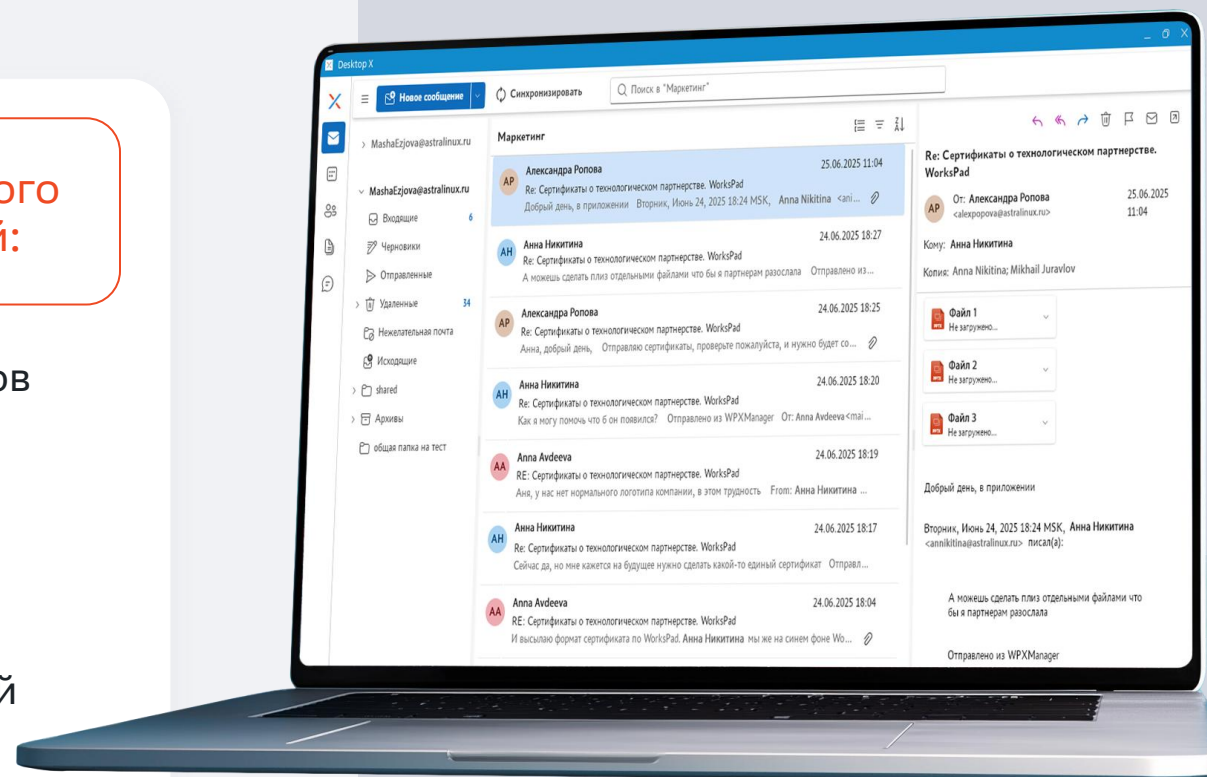 ого
й:
ов
й
Desktop X
Новое сообщение
Синхронизировать
Поиск в "Маркетинг"
MashaEzjova@astralinux.ru
MashaEzjova@astralinux.ru
Входящие 6
Черновики
Отправленные
Удаленные 34
Нежелательная почта
Исходящие
shared
Архивы
общая папка на тест
Маркетинг
АР
Александра Ропова 25.06.2025 11:04
Re: Сертификаты о технологическом партнерстве. WorksPad
Добрый день, в приложении Вторник, Июнь 24, 2025 18:24 MSK, Anna Nikitina <ani...
АН
Анна Никитина 24.06.2025 18:27
Re: Сертификаты о технологическом партнерстве. WorksPad
А можешь сделать плиз отдельными файлами что бы я партнерам разослала Отправлено из...
АР
Александра Ропова 24.06.2025 18:25
Re: Сертификаты о технологическом партнерстве. WorksPad
Анна, добрый день, Отправляю сертификаты, проверьте пожалуйста, и нужно будет со...
АН
Анна Никитина 24.06.2025 18:20
Re: Сертификаты о технологическом партнерстве. WorksPad
Как я могу помочь что б он появился? Отправлено из WPXManager От: Anna Avdeeva<mai...
АА
Anna Avdeeva 24.06.2025 18:19
RE: Сертификаты о технологическом партнерстве. WorksPad
Аня, у нас нет нормального логотипа компании, в этом трудность From: Анна Никитина ...
АН
Анна Никитина 24.06.2025 18:17
Re: Сертификаты о технологическом партнерстве. WorksPad
Сейчас да, но мне кажется на будущее нужно сделать какой-то единый сертификат Отправл...
АА
Anna Avdeeva 24.06.2025 18:04
RE: Сертификаты о технологическом партнерстве. WorksPad
И высылаю формат сертификата по WorksPad. Анна Никитина мы же на синем фоне Wo...
Re: Сертификаты о технологическом партнерстве.
WorksPad
АР
От: Александра Ропова 25.06.2025
<alexpopova@astralinux.ru> 11:04
Кому: Анна Никитина
Копия: Anna Nikitina; Mikhail Juravlov
Файл 1
Не загружено...
Файл 2
Не загружено...
Файл 3
Не загружено...
Добрый день, в приложении
Вторник, Июнь 24, 2025 18:24 MSK, Анна Никитина
<annikitina@astralinux.ru> писал(а):
А можешь сделать плиз отдельными файлами что
бы я партнерам разослала
Отправлено из WPXManager